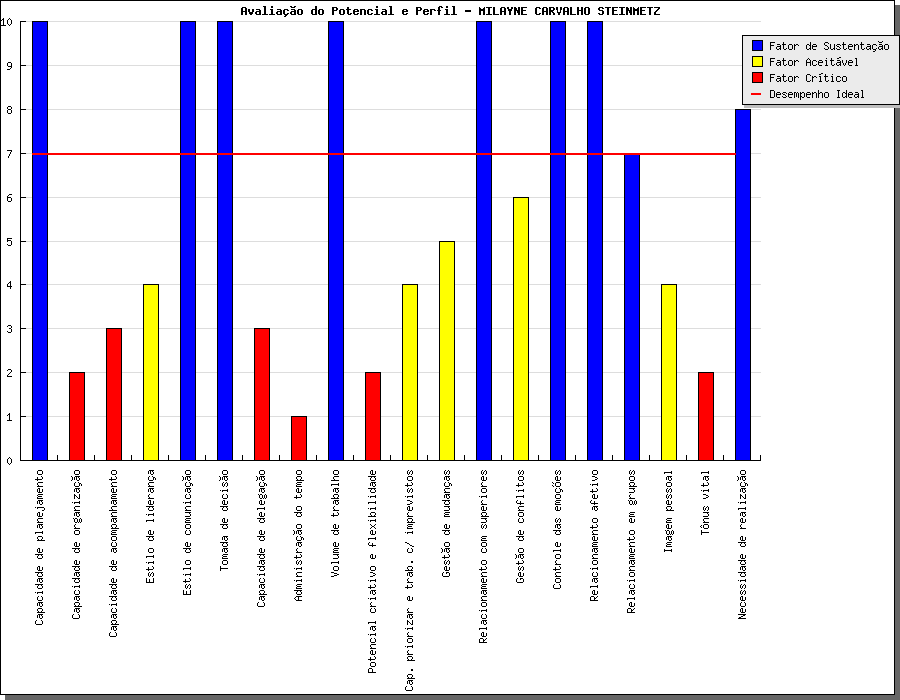 Avaliação do Potencial e Perfil - MILAYNE CARVALHO STEINMETZ
Fator de Sustentação
Fator Aceitável
Fator Crítico
Desempenho Ideal
10
9
8
7
6
5
4
3
2
1
0
Capacidade de planejamento
Capacidade de organização
Capacidade de acompanhamento
Estilo de liderança
Estilo de comunicação
Tomada de decisão
Capacidade de delegação
Administração do tempo
Volume de trabalho
Potencial criativo e flexibilidade
Cap. priorizar e trab. c/ imprevistos
Gestão de mudanças
Relacionamento com superiores
Gestão de conflitos
Controle das emoções
Relacionamento afetivo
Relacionamento em grupos
Imagem pessoal
Tônus vital
Necessidade de realização